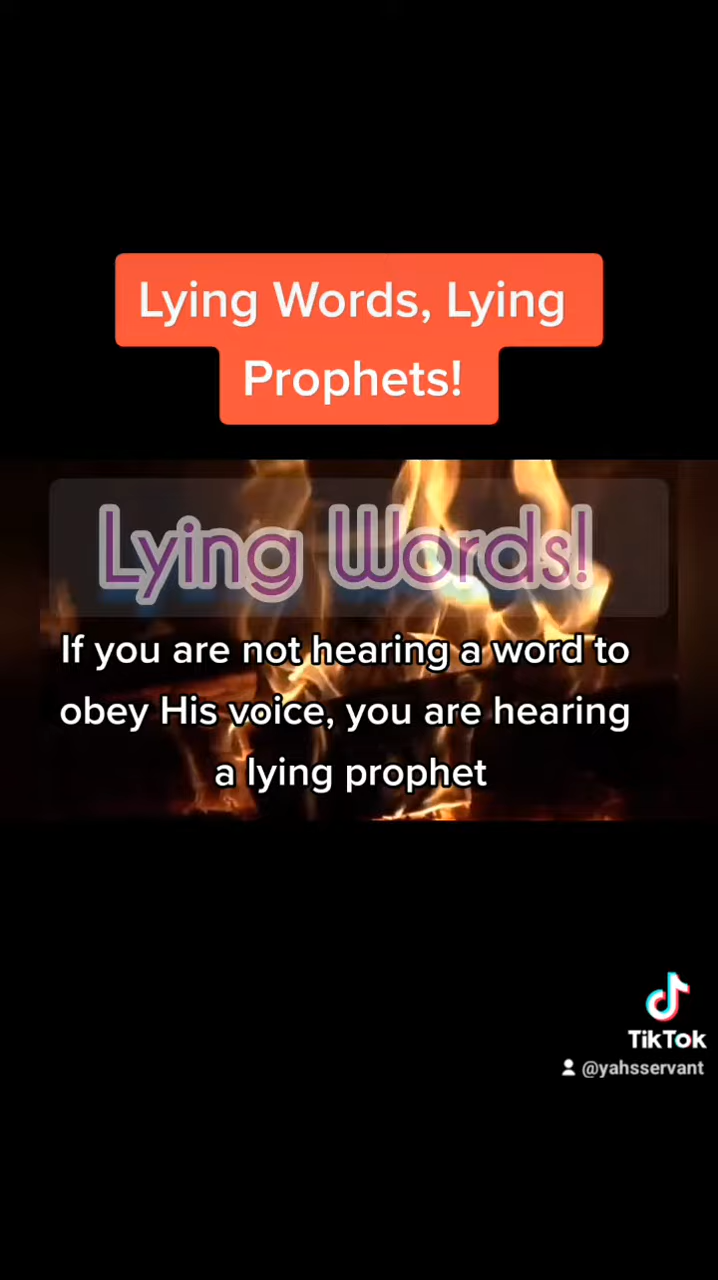 Lying Words, Lying
Prophets!
Lying Words!
If you are not hearing a word to
obey His voice, you are hearing
a lying prophet
TikTok
@yahsservant